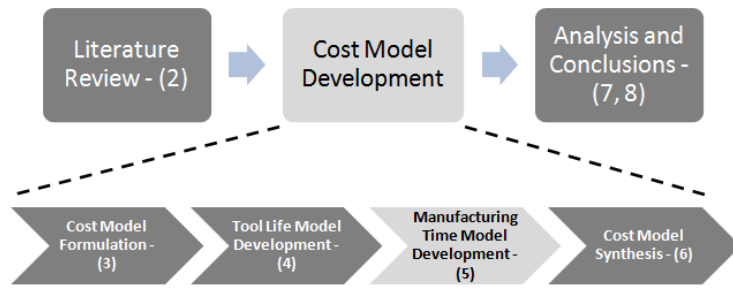 Literature
Review - (2)
Cost Model
Development
Analysis and
Conclusions -
(7, 8)
Cost Model
Formulation -
(3)
Tool Life Model
Development -
(4)
Manufacturing
Time Model
Development -
(5)
Cost Model
Synthesis - (6)